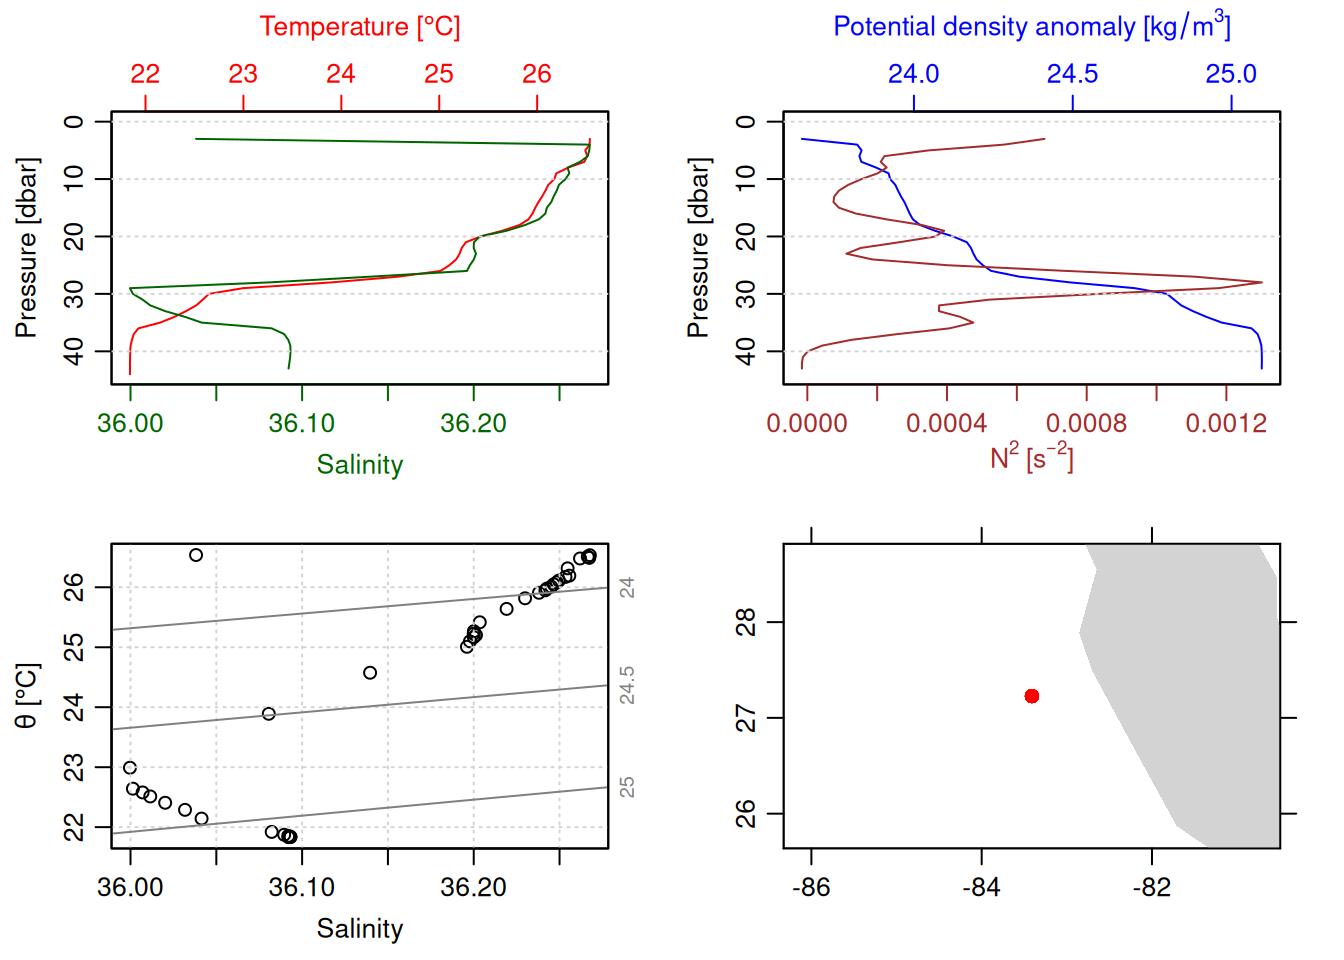 Temperature [°C]
22 23 24 25 26
Pressure [dbar]
0 10 20 30 40
36.00 36.10 36.20
Salinity
Potential density anomaly [kg/m³]
24.0 24.5 25.0
Pressure [dbar]
0 10 20 30 40
0.0000 0.0004 0.0008 0.0012
N² [s⁻²]
θ [°C]
22 23 24 25 26
24
24.5
25
36.00 36.10 36.20
Salinity
26 27 28
-86 -84 -82